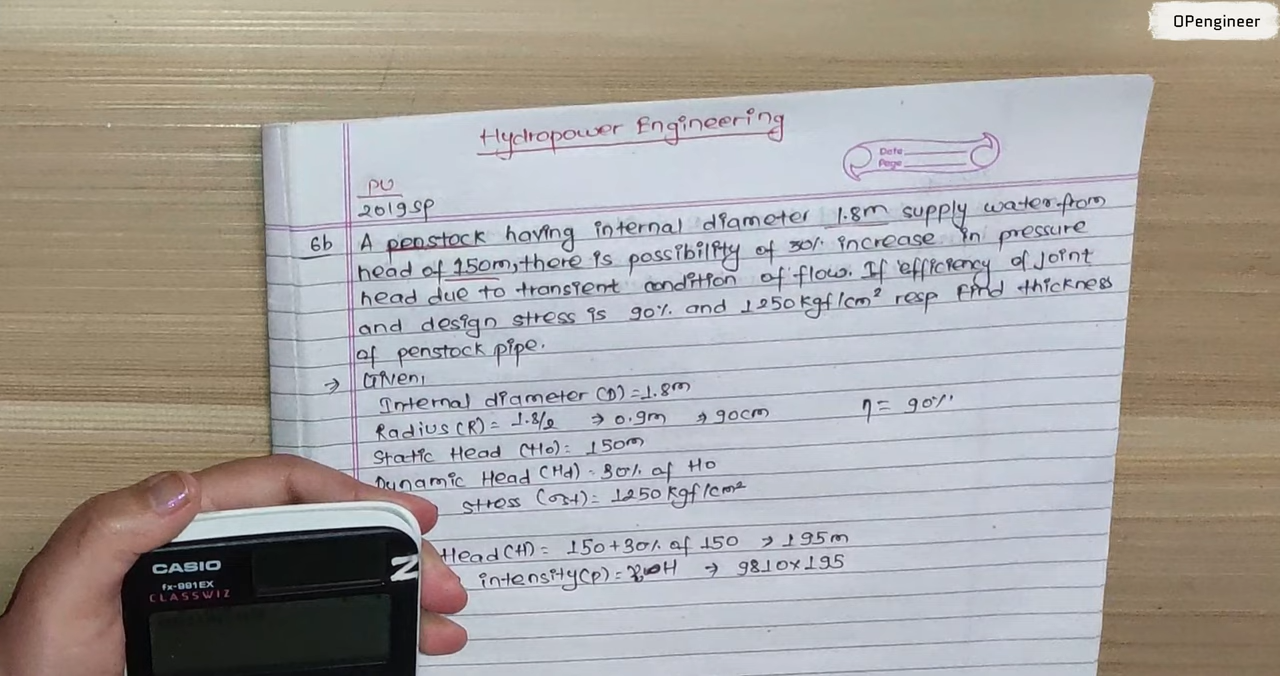 OPengineer
Hydropower Engineering
Date
Page
PU
2019 sp
6b A penstock having internal diameter 1.8m supply water from
head of 150m, there is possibility of 30% increase in pressure
head due to transient condition of flow. If efficiency of joint
and design stress is 90% and 1250 kgf/cm² resp find thickness
of penstock pipe.
→ Given,
Internal diameter (D) = 1.8m
Radius (R) = 1.8/2 → 0.9m → 90cm η = 90%
Static Head (Ho) = 150m
Dynamic Head (Hd) = 30% of Ho
stress (σst) = 1250 kgf/cm²
Head (H) = 150 + 30% of 150 → 195m
intensity (p) = H → 9810×195
CASIO
fx-991EX
CLASSWIZ